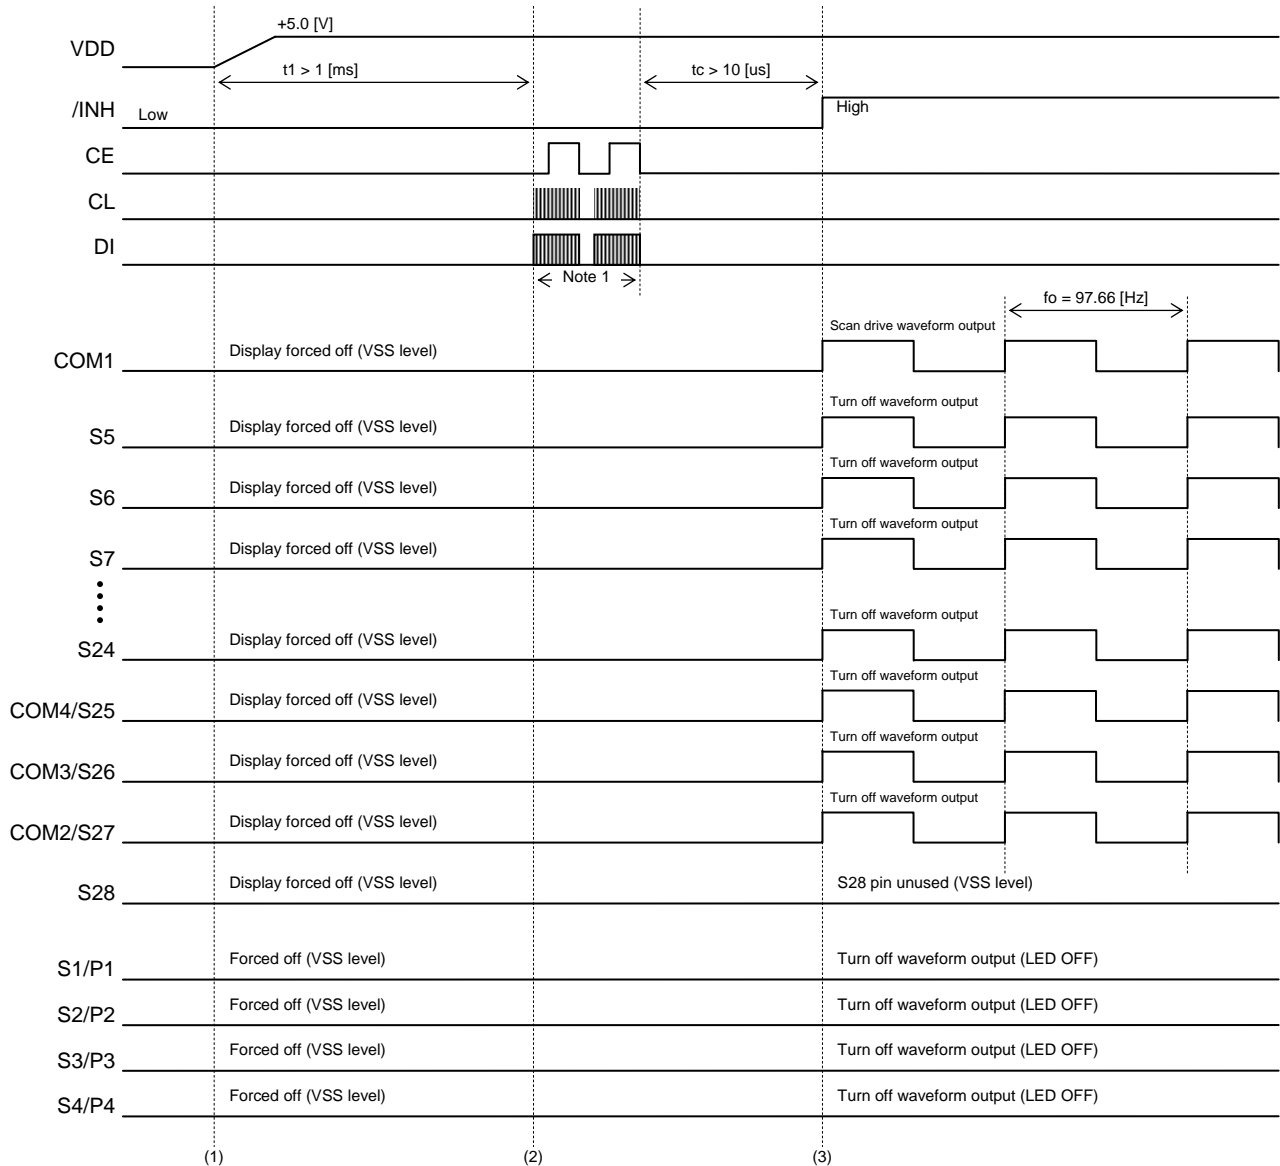 +5.0 [V]
VDD
t1 > 1 [ms]
tc > 10 [us]
/INH
Low
High
CE
CL
DI
Note 1
fo = 97.66 [Hz]
Scan drive waveform output
COM1
Display forced off (VSS level)
Turn off waveform output
S5
Display forced off (VSS level)
Turn off waveform output
S6
Display forced off (VSS level)
Turn off waveform output
S7
Display forced off (VSS level)
Turn off waveform output
S24
Display forced off (VSS level)
Turn off waveform output
COM4/S25
Display forced off (VSS level)
Turn off waveform output
COM3/S26
Display forced off (VSS level)
Turn off waveform output
COM2/S27
Display forced off (VSS level)
S28
Display forced off (VSS level)
S28 pin unused (VSS level)
S1/P1
Forced off (VSS level)
Turn off waveform output (LED OFF)
S2/P2
Forced off (VSS level)
Turn off waveform output (LED OFF)
S3/P3
Forced off (VSS level)
Turn off waveform output (LED OFF)
S4/P4
Forced off (VSS level)
Turn off waveform output (LED OFF)
(1)
(2)
(3)